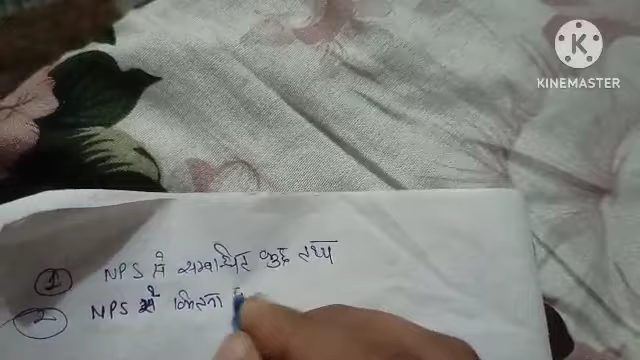 KINEMASTER
① NPS में सम्बन्धित कुछ तथ्य
② NPS में कितना